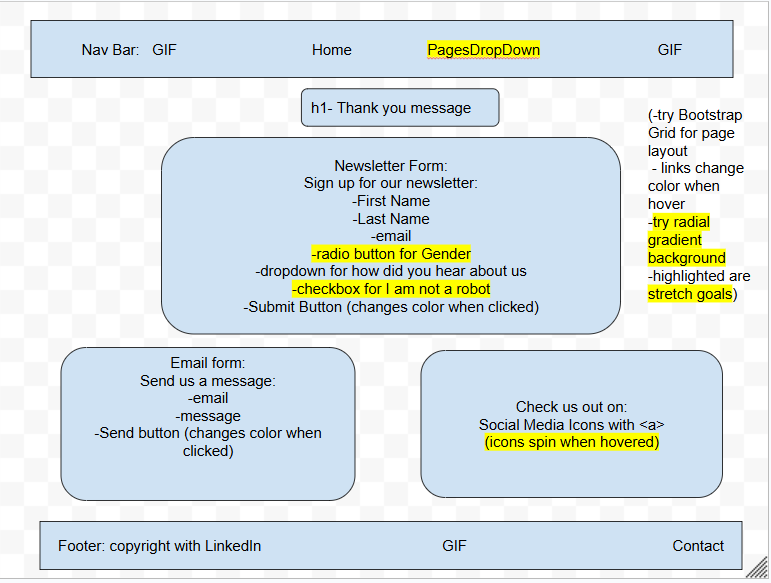 Nav Bar: GIF Home PagesDropDown GIF
h1- Thank you message
(-try Bootstrap
Grid for page
layout
- links change
color when
hover
-try radial
gradient
background
-highlighted are
stretch goals)
Newsletter Form:
Sign up for our newsletter:
-First Name
-Last Name
-email
-radio button for Gender
-dropdown for how did you hear about us
-checkbox for I am not a robot
-Submit Button (changes color when clicked)
Email form:
Send us a message:
-email
-message
-Send button (changes color when
clicked)
Check us out on:
Social Media Icons with <a>
(icons spin when hovered)
Footer: copyright with LinkedIn GIF Contact